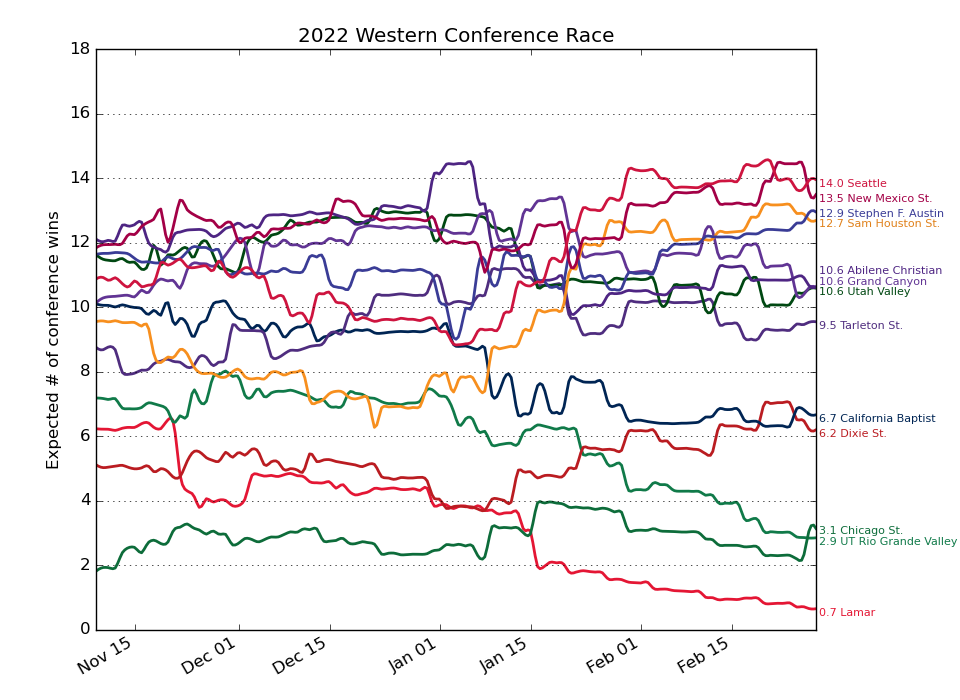 2022 Western Conference Race
Expected # of conference wins
18
16
14
12
10
8
6
4
2
0
14.0 Seattle
13.5 New Mexico St.
12.9 Stephen F. Austin
12.7 Sam Houston St.
10.6 Abilene Christian
10.6 Grand Canyon
10.6 Utah Valley
9.5 Tarleton St.
6.7 California Baptist
6.2 Dixie St.
3.1 Chicago St.
2.9 UT Rio Grande Valley
0.7 Lamar
Nov 15
Dec 01
Dec 15
Jan 01
Jan 15
Feb 01
Feb 15